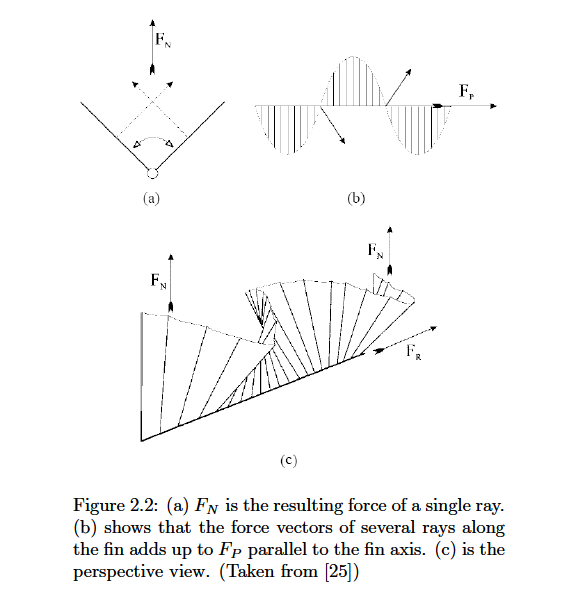 F_N
(a)
F_P
(b)
F_N
F_N
F_R
(c)
Figure 2.2: (a) F_N is the resulting force of a single ray.
(b) shows that the force vectors of several rays along
the fin adds up to F_P parallel to the fin axis. (c) is the
perspective view. (Taken from [25])